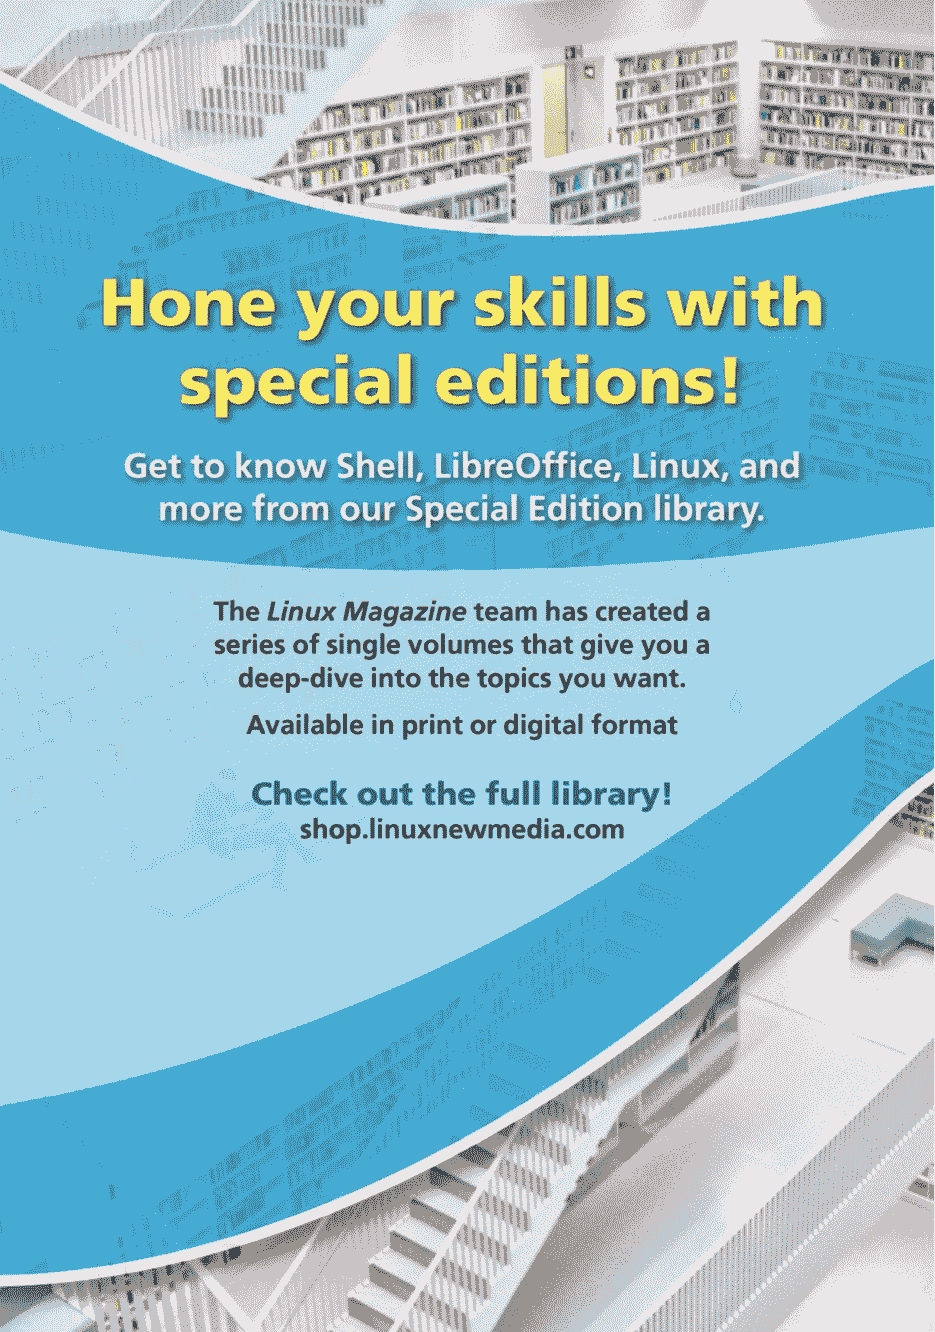 Hone your skills with
special editions!
Get to know Shell, LibreOffice, Linux, and
more from our Special Edition library.
The Linux Magazine team has created a
series of single volumes that give you a
deep-dive into the topics you want.
Available in print or digital format
Check out the full library!
shop.linuxnewmedia.com